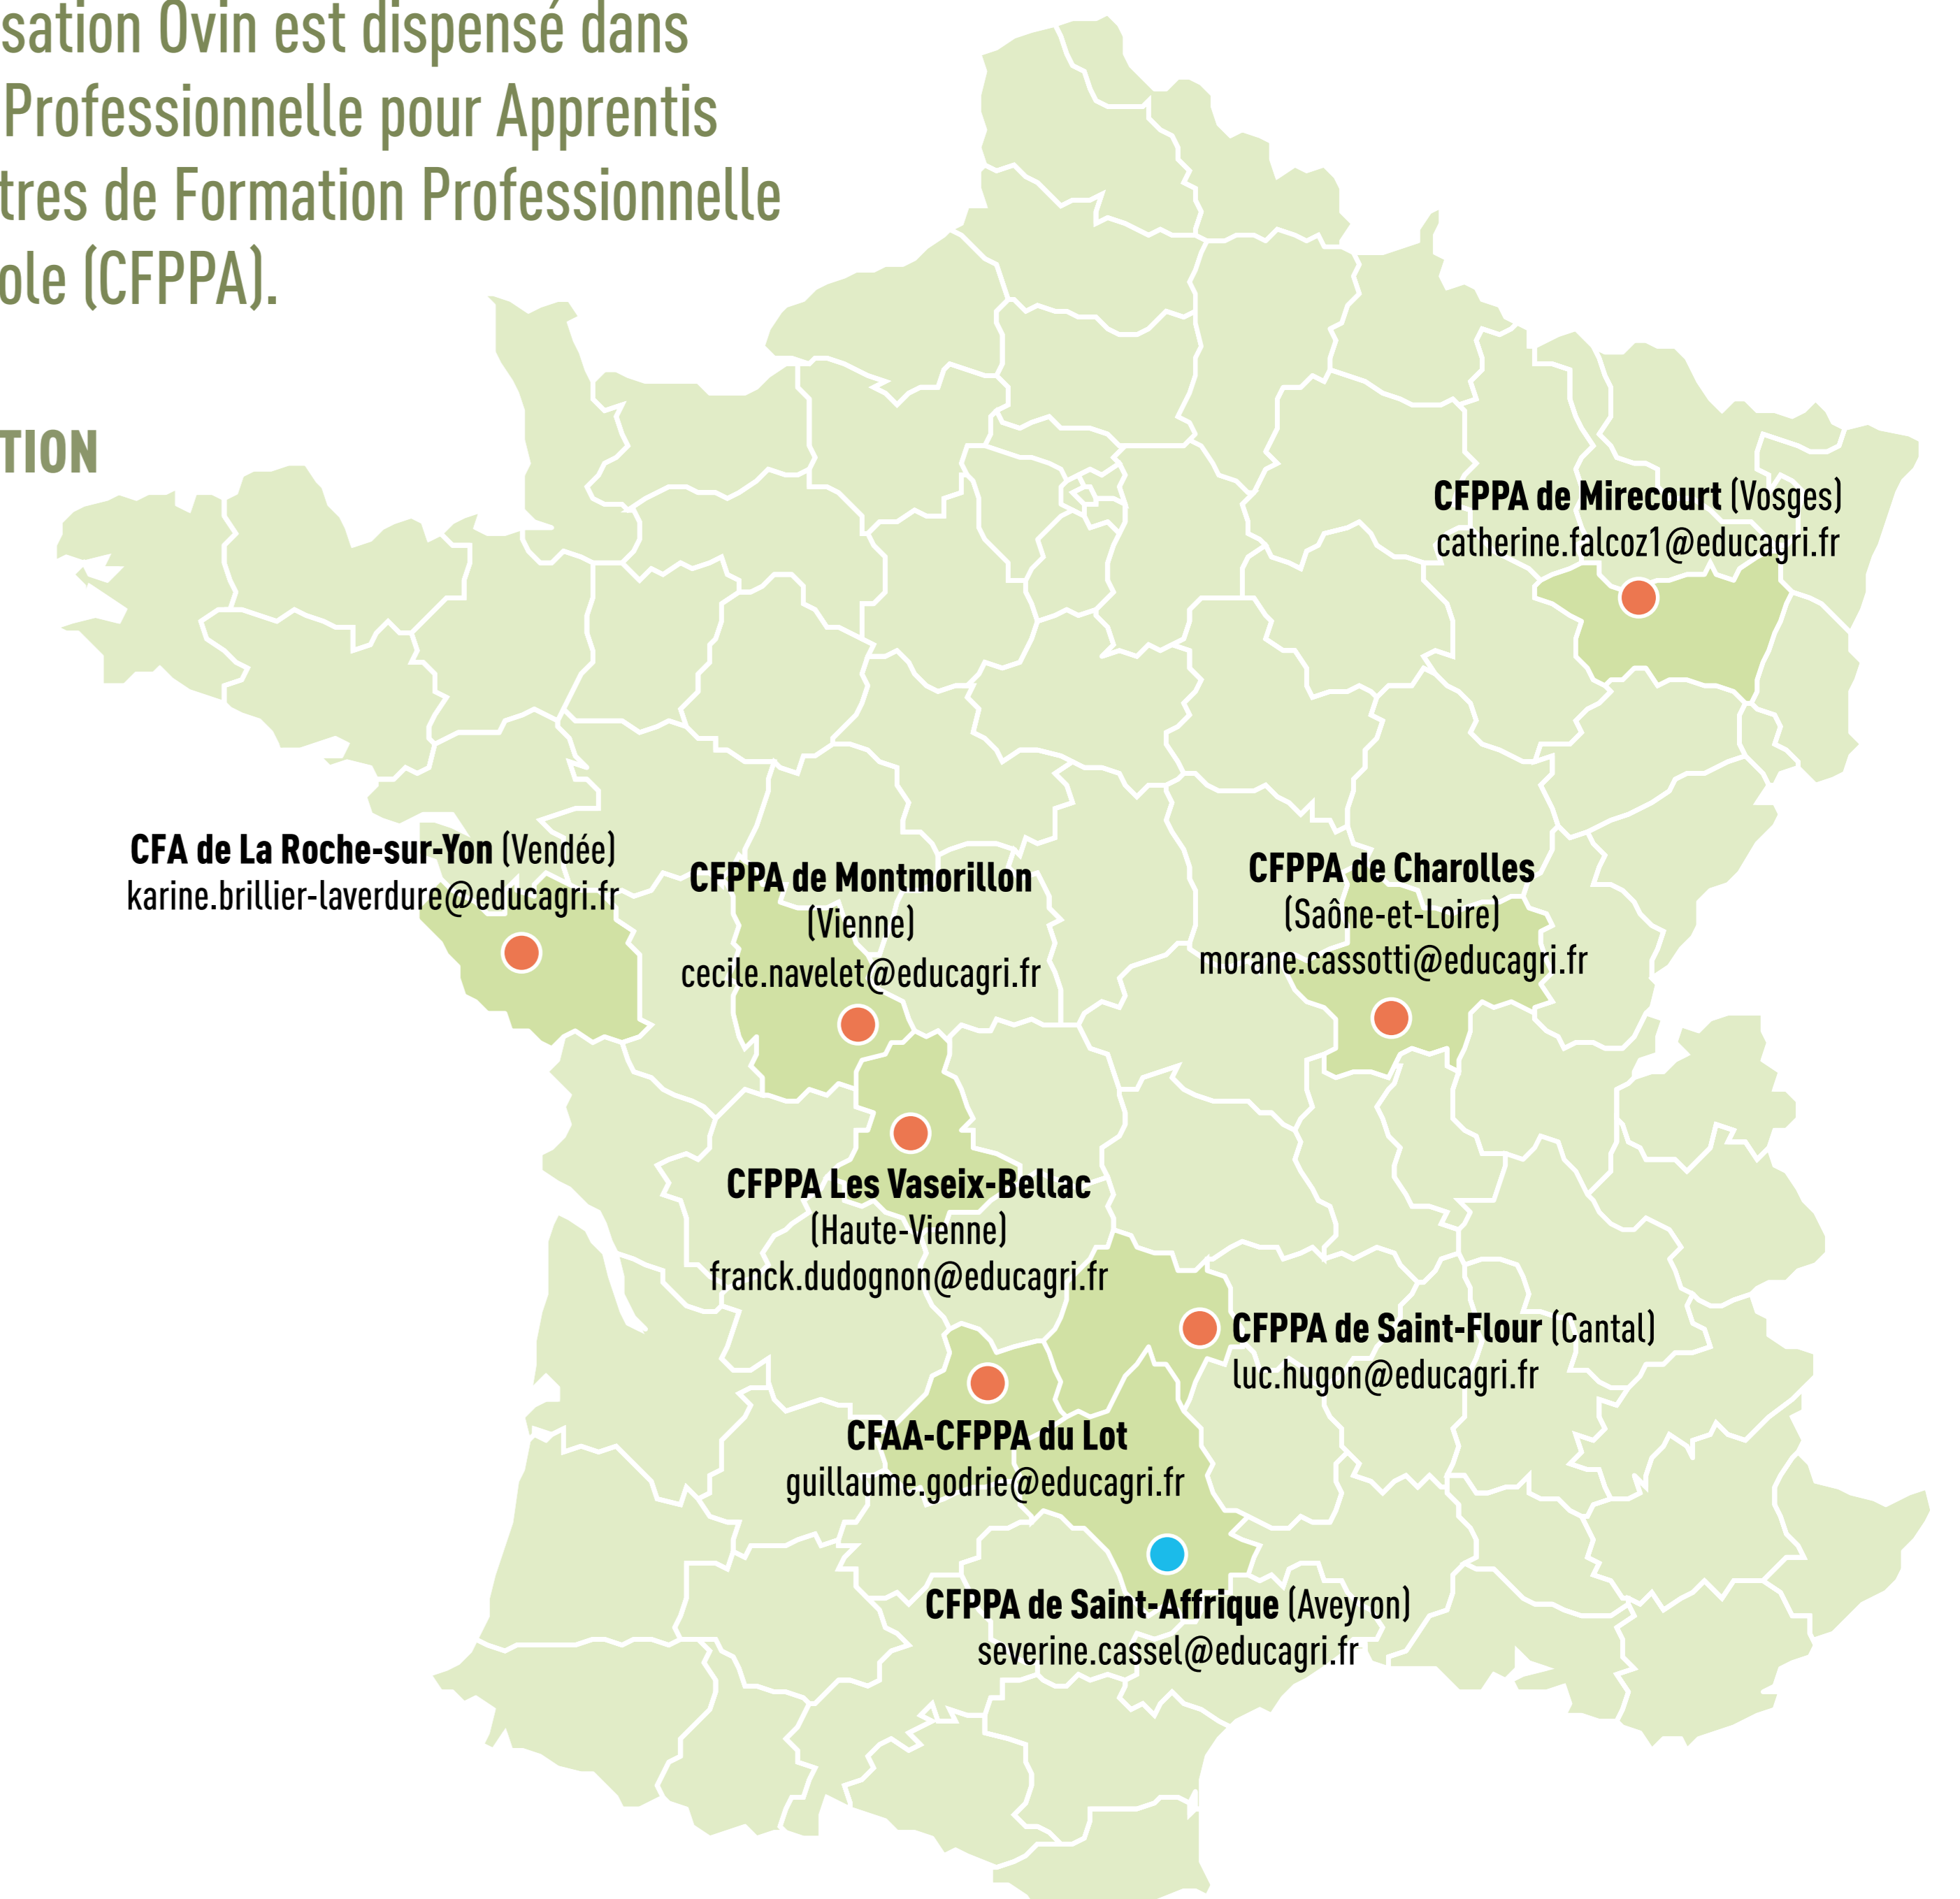 sation Ovin est dispensé dans
Professionnelle pour Apprentis
tres de Formation Professionnelle
ole (CFPPA).
TION
CFPPA de Mirecourt (Vosges)
catherine.falcoz1@educagri.fr
CFA de La Roche-sur-Yon (Vendée)
karine.brillier-laverdure@educagri.fr
CFPPA de Montmorillon
(Vienne)
cecile.navelet@educagri.fr
CFPPA de Charolles
(Saône-et-Loire)
morane.cassotti@educagri.fr
CFPPA Les Vaseix-Bellac
(Haute-Vienne)
franck.dudognon@educagri.fr
CFPPA de Saint-Flour (Cantal)
luc.hugon@educagri.fr
CFAA-CFPPA du Lot
guillaume.godrie@educagri.fr
CFPPA de Saint-Affrique (Aveyron)
severine.cassel@educagri.fr